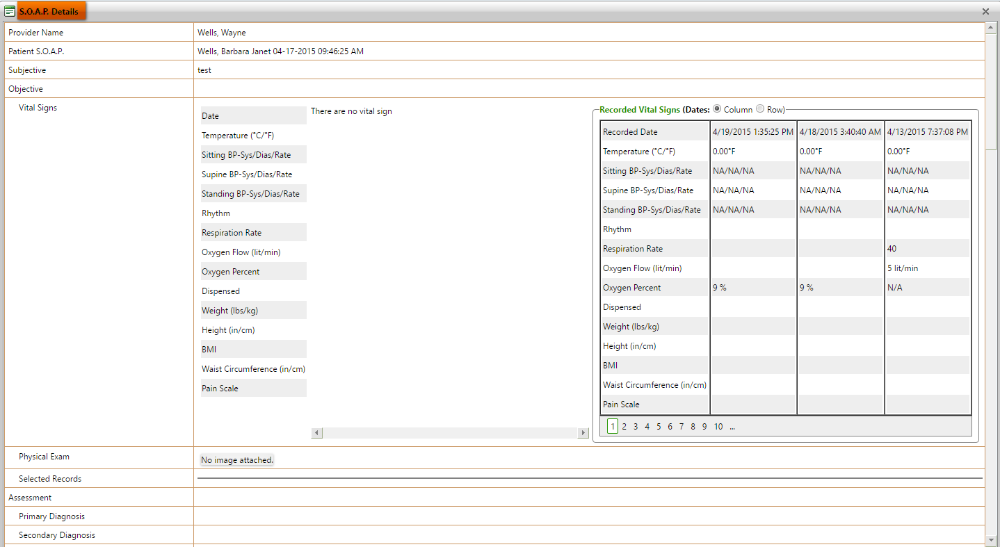 S.O.A.P. Details
Provider Name Wells, Wayne
Patient S.O.A.P. Wells, Barbara Janet 04-17-2015 09:46:25 AM
Subjective test
Objective
Vital Signs
Date There are no vital sign
Temperature (°C/°F)
Sitting BP-Sys/Dias/Rate
Supine BP-Sys/Dias/Rate
Standing BP-Sys/Dias/Rate
Rhythm
Respiration Rate
Oxygen Flow (lit/min)
Oxygen Percent
Dispensed
Weight (lbs/kg)
Height (in/cm)
BMI
Waist Circumference (in/cm)
Pain Scale
Recorded Vital Signs (Dates: Column Row)
Recorded Date 4/19/2015 1:35:25 PM 4/18/2015 3:40:40 AM 4/13/2015 7:37:08 PM
Temperature (°C/°F) 0.00°F 0.00°F 0.00°F
Sitting BP-Sys/Dias/Rate NA/NA/NA NA/NA/NA NA/NA/NA
Supine BP-Sys/Dias/Rate NA/NA/NA NA/NA/NA NA/NA/NA
Standing BP-Sys/Dias/Rate NA/NA/NA NA/NA/NA NA/NA/NA
Rhythm
Respiration Rate 40
Oxygen Flow (lit/min) 5 lit/min
Oxygen Percent 9 % 9 % N/A
Dispensed
Weight (lbs/kg)
Height (in/cm)
BMI
Waist Circumference (in/cm)
Pain Scale
1 2 3 4 5 6 7 8 9 10 ...
Physical Exam No image attached.
Selected Records
Assessment
Primary Diagnosis
Secondary Diagnosis